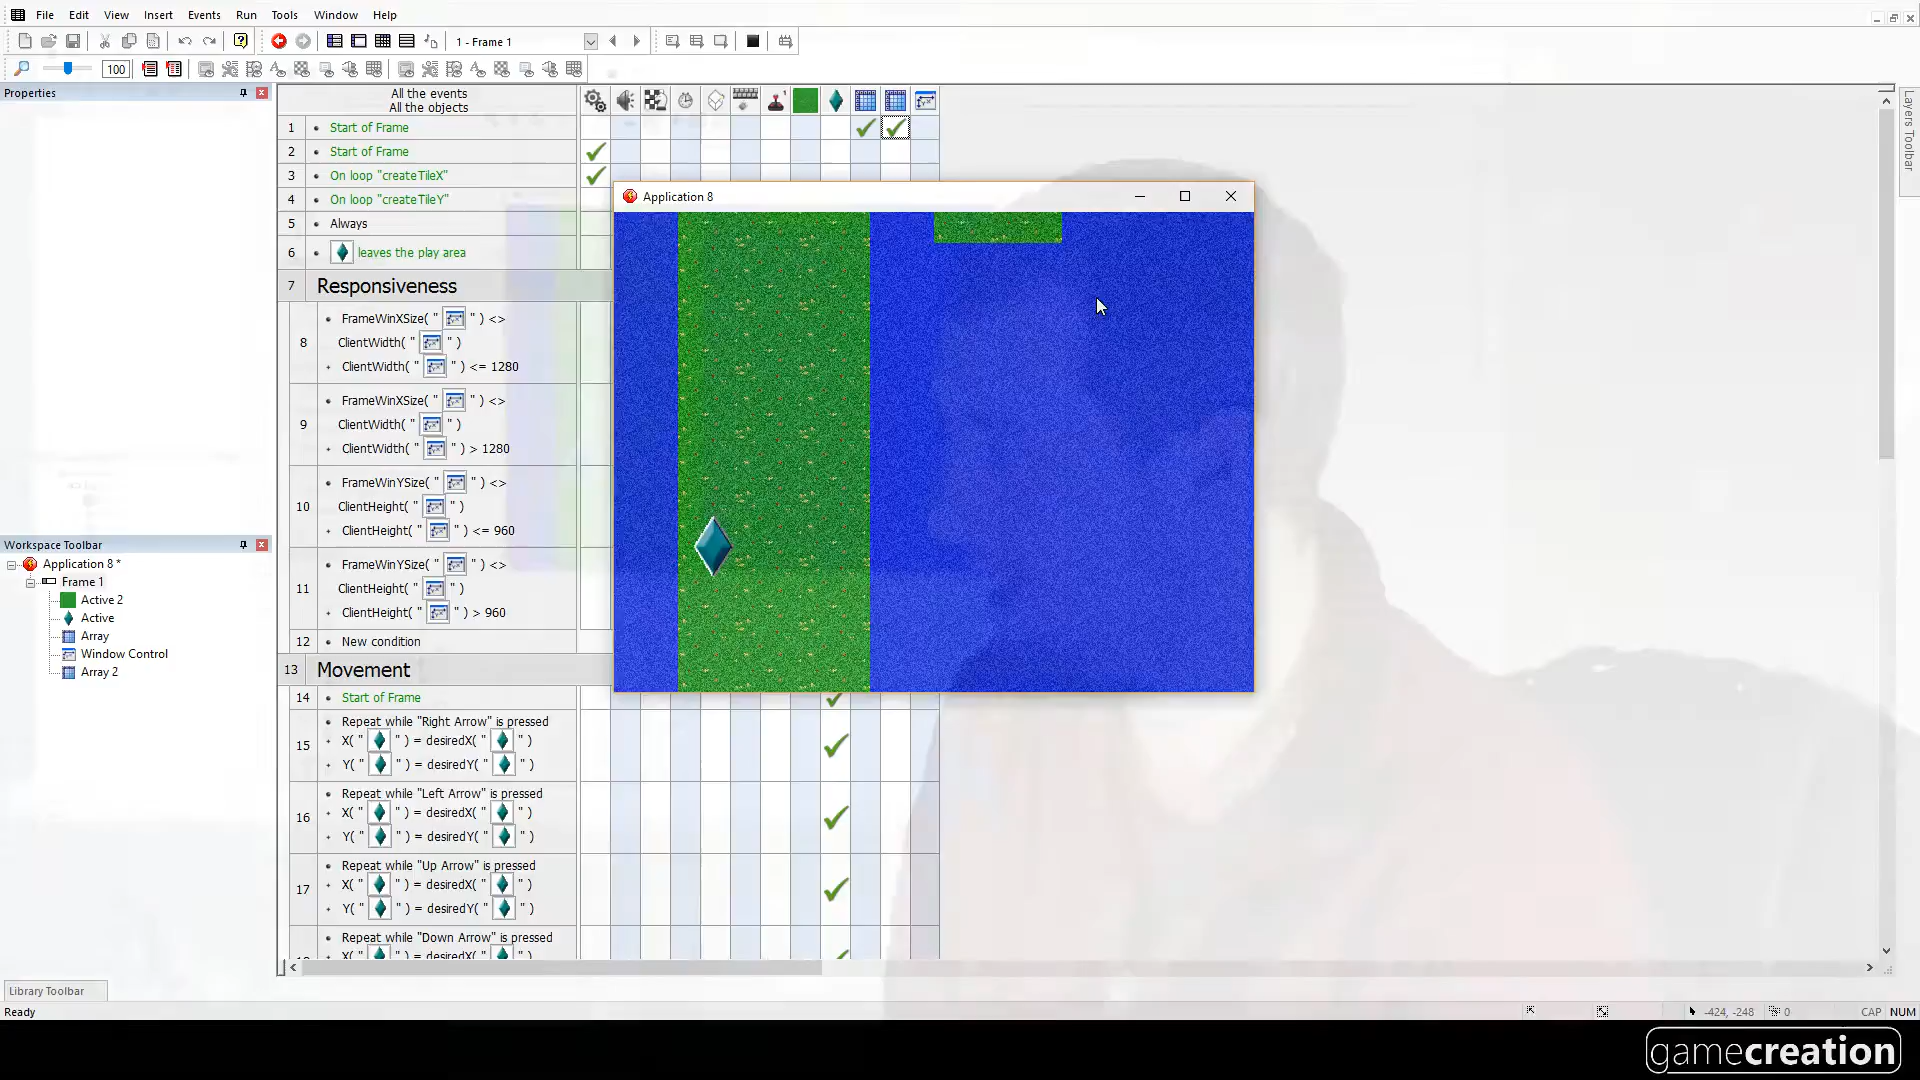 File Edit View Insert Events Run Tools Window Help
1 - Frame 1
100
Properties
All the events
All the objects
1 Start of Frame
2 Start of Frame
3 On loop "createTileX"
4 On loop "createTileY"
5 Always
6 leaves the play area
7 Responsiveness
8 FrameWinXSize( " " ) <>
ClientWidth( " " )
ClientWidth( " " ) <= 1280
9 FrameWinXSize( " " ) <>
ClientWidth( " " )
ClientWidth( " " ) > 1280
10 FrameWinYSize( " " ) <>
ClientHeight( " " )
ClientHeight( " " ) <= 960
11 FrameWinYSize( " " ) <>
ClientHeight( " " )
ClientHeight( " " ) > 960
12 New condition
13 Movement
14 Start of Frame
15 Repeat while "Right Arrow" is pressed
X( " " ) = desiredX( " " )
Y( " " ) = desiredY( " " )
16 Repeat while "Left Arrow" is pressed
X( " " ) = desiredX( " " )
Y( " " ) = desiredY( " " )
17 Repeat while "Up Arrow" is pressed
X( " " ) = desiredX( " " )
Y( " " ) = desiredY( " " )
Repeat while "Down Arrow" is pressed
X( " " ) = desiredX( " " )
Application 8
Layers Toolbar
Workspace Toolbar
Application 8 *
Frame 1
Active 2
Active
Array
Window Control
Array 2
Library Toolbar
Ready
-424, -248
0
CAP NUM
gamecreation